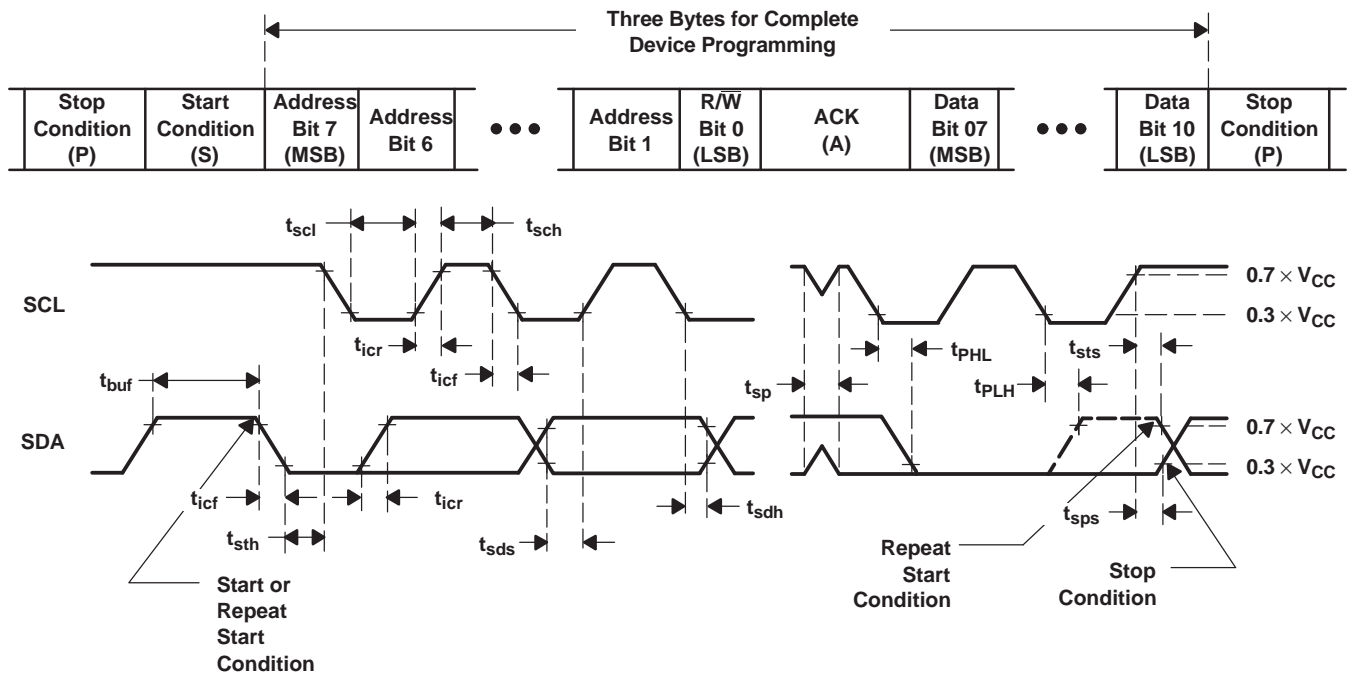 Three Bytes for Complete
Device Programming
Stop
Condition
(P)
Start
Condition
(S)
Address
Bit 7
(MSB)
Address
Bit 6
•••
Address
Bit 1
R/W̅
Bit 0
(LSB)
ACK
(A)
Data
Bit 07
(MSB)
•••
Data
Bit 10
(LSB)
Stop
Condition
(P)
tscl
tsch
SCL
0.7 × VCC
0.3 × VCC
ticr
ticf
tbuf
tPHL
tsts
tsp
tPLH
SDA
0.7 × VCC
0.3 × VCC
ticf
ticr
tsdh
tsth
tsds
tsps
Start or
Repeat
Start
Condition
Repeat
Start
Condition
Stop
Condition